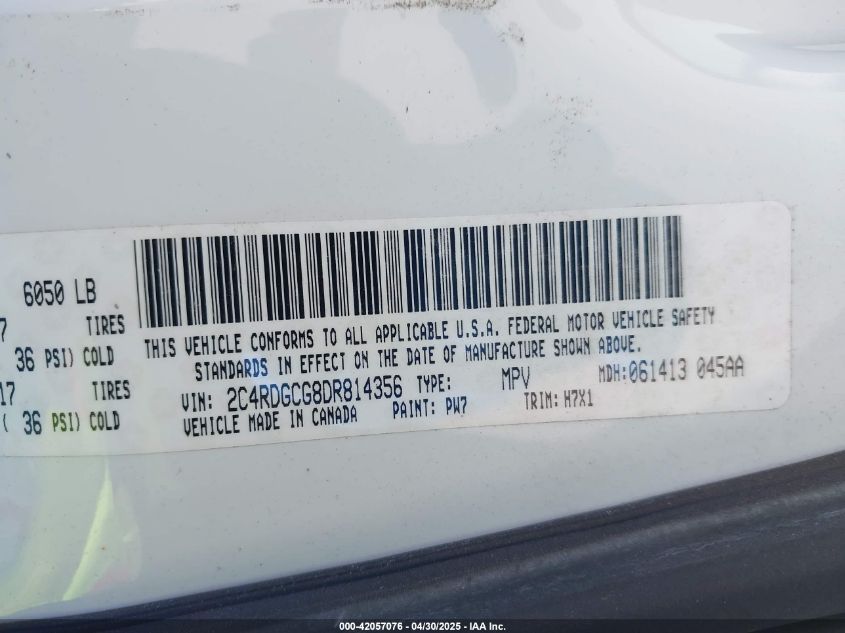 6050 LB
7 TIRES
36 PSI) COLD
17 TIRES
( 36 PSI) COLD
THIS VEHICLE CONFORMS TO ALL APPLICABLE U.S.A. FEDERAL MOTOR VEHICLE SAFETY
STANDARDS IN EFFECT ON THE DATE OF MANUFACTURE SHOWN ABOVE.
VIN: 2C4RDGCG8DR814356 TYPE: MPV MDH:061413 045AA
VEHICLE MADE IN CANADA PAINT: PW7 TRIM: H7X1
000-42057076 - 04/30/2025 - IAA Inc.